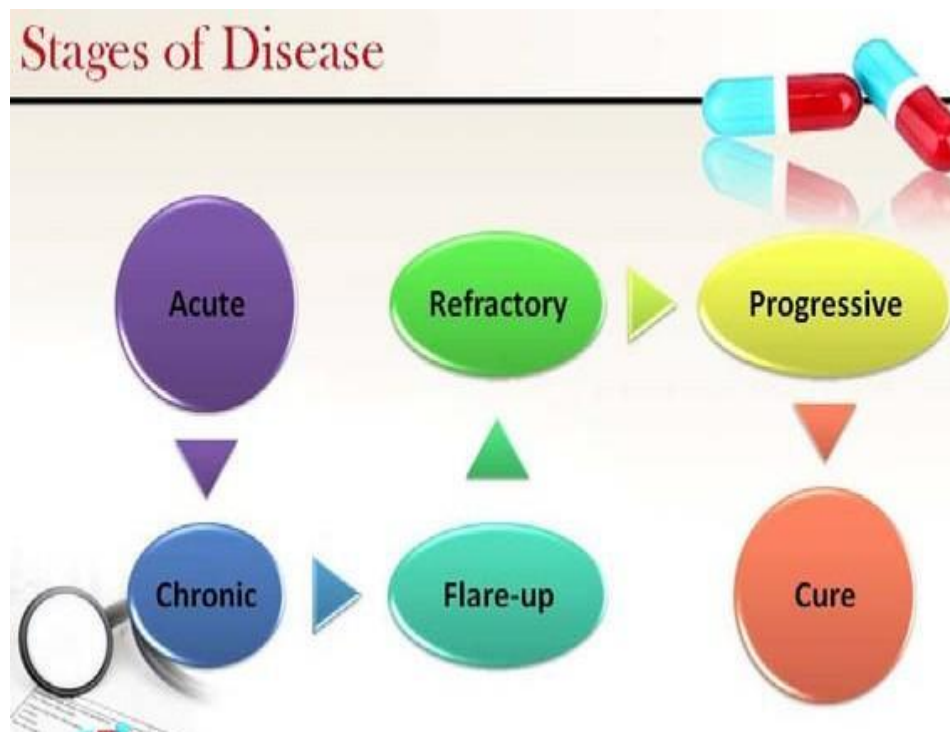 Stages of Disease
Acute
Chronic
Flare-up
Refractory
Progressive
Cure